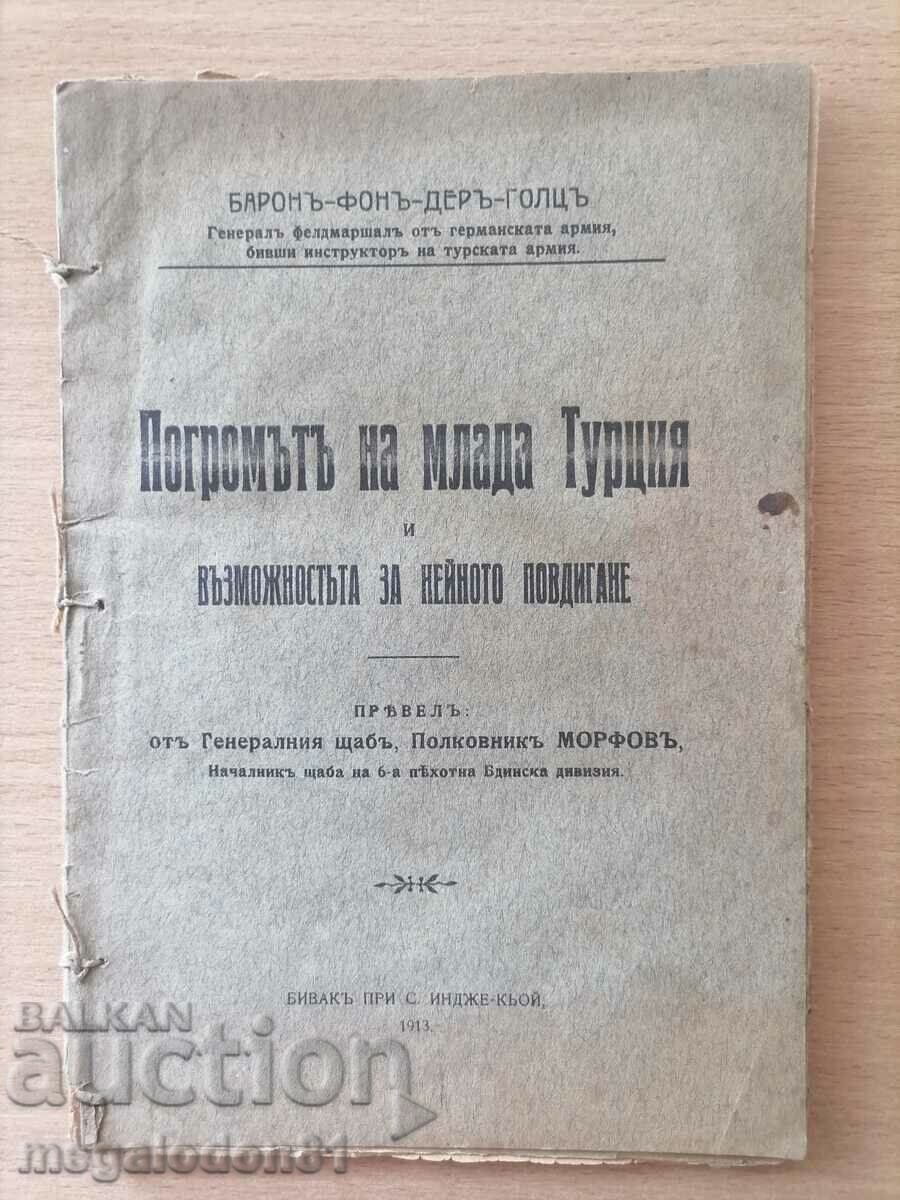 БАРОНЪ-ФОНЪ-ДЕРЪ-ГОЛЦЪ
Генералъ фелдмаршалъ отъ германската армия,
бивши инструкторъ на турската армия.
Погромътъ на млада Турция
и
възможностьта за нейното повдигане
ПРѢВЕЛЪ:
отъ Генералния щабъ, Полковникъ МОРФОВЪ,
Началникъ щаба на 6-а пѣхотна Бдинска дивизия.
БИВАКЪ ПРИ С. ИНДЖЕ-КЬОЙ,
1913.
BALKAN
auction
megalodon81